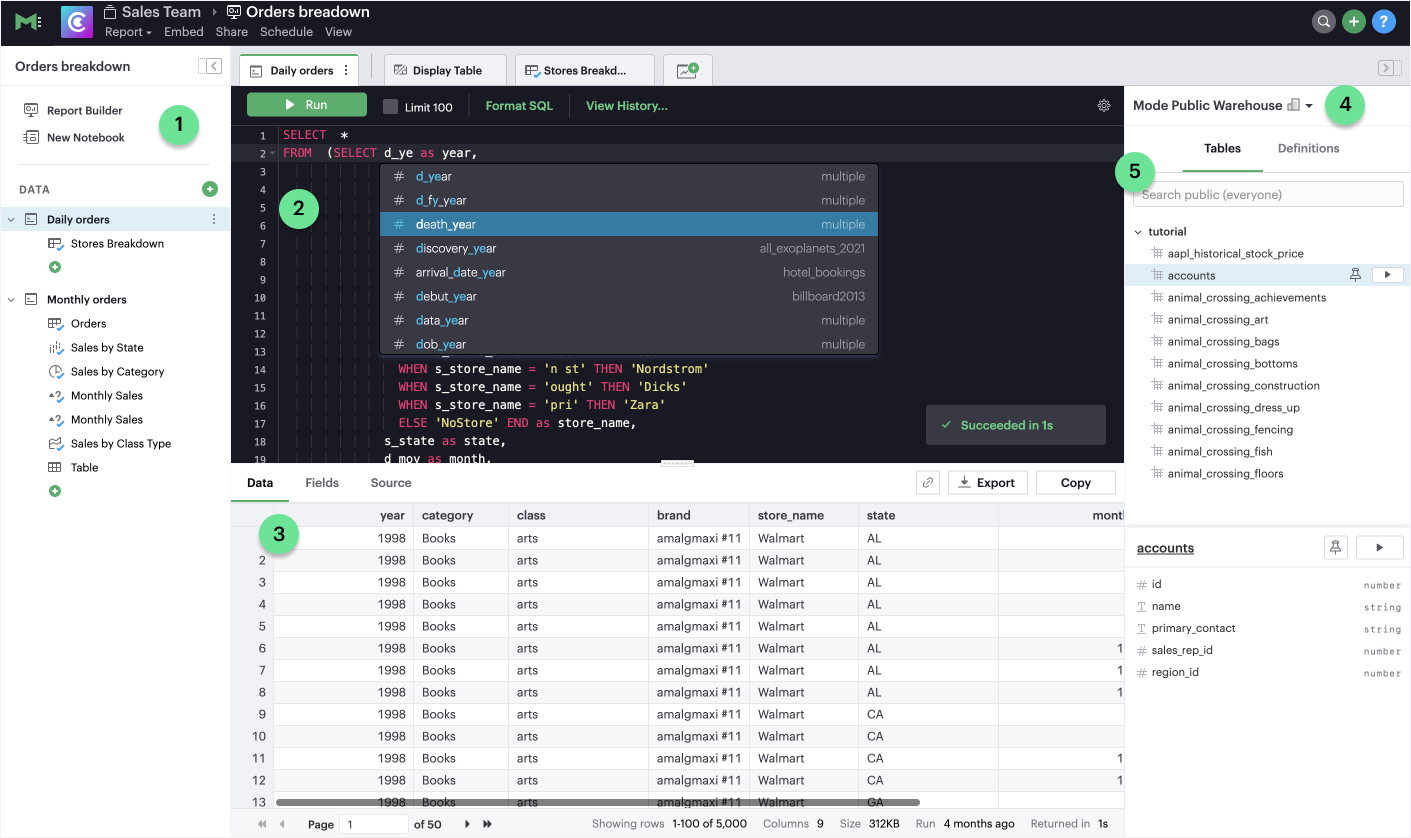 Sales Team
Orders breadown
Report Embed Share Schedule View
Orders breakdown
Report Builder
New Notebook
1
DATA
Daily orders
Stores Breakdown
Monthly orders
Orders
Sales by State
Sales by Category
Monthly Sales
Monthly Sales
Sales by Class Type
Table
Daily orders
Display Table
Stores Breakd...
Run
Limit 100
Format SQL
View History...
1 SELECT *
2 FROM (SELECT d_ye as year,
3
4
5
6
7
8
9
10
11
12
13
2
# d_year multiple
# d_fy_year multiple
# death_year multiple
# discovery_year all_exoplanets_2021
# arrival_date_year hotel_bookings
# debut_year billboard2013
# data_year multiple
# dob_year multiple
14 WHEN s_store_name = 'n st' THEN 'Nordstrom'
15 WHEN s_store_name = 'ought' THEN 'Dicks'
16 WHEN s_store_name = 'pri' THEN 'Zara'
17 ELSE 'NoStore' END as store_name,
18 s_state as state,
19 d_moy as month,
Succeeded in 1s
Data Fields Source
Export
Copy
3
year category class brand store_name state mont
1998 Books arts amalgmaxi #11 Walmart AL
2 1998 Books arts amalgmaxi #11 Walmart AL
3 1998 Books arts amalgmaxi #11 Walmart AL
4 1998 Books arts amalgmaxi #11 Walmart AL
5 1998 Books arts amalgmaxi #11 Walmart AL
6 1998 Books arts amalgmaxi #11 Walmart AL 1
7 1998 Books arts amalgmaxi #11 Walmart AL 1
8 1998 Books arts amalgmaxi #11 Walmart AL 1
9 1998 Books arts amalgmaxi #11 Walmart CA
10 1998 Books arts amalgmaxi #11 Walmart CA
11 1998 Books arts amalgmaxi #11 Walmart CA 1
12 1998 Books arts amalgmaxi #11 Walmart CA 1
13 1998 Books arts amalgmaxi #11 Walmart GA
Page 1 of 50
Showing rows 1-100 of 5,000 Columns 9 Size 312KB Run 4 months ago Returned in 1s
Mode Public Warehouse
4
Tables Definitions
5
Search public (everyone)
tutorial
aapl_historical_stock_price
accounts
animal_crossing_achievements
animal_crossing_art
animal_crossing_bags
animal_crossing_bottoms
animal_crossing_construction
animal_crossing_dress_up
animal_crossing_fencing
animal_crossing_fish
animal_crossing_floors
accounts
# id number
T name string
T primary_contact string
# sales_rep_id number
# region_id number